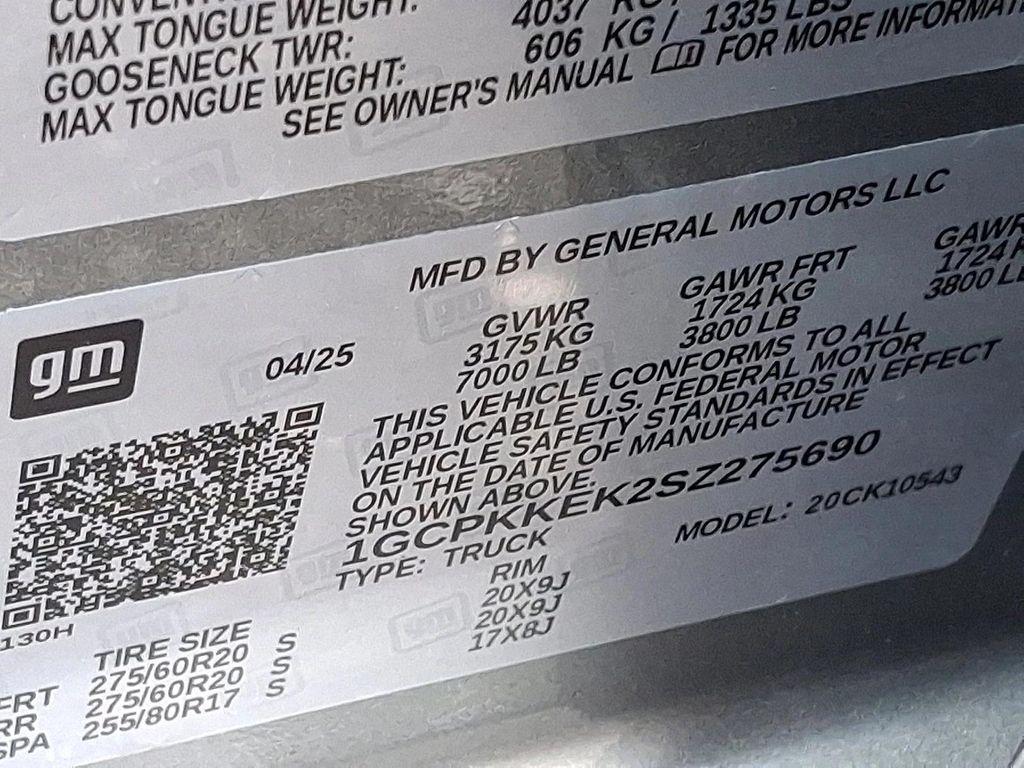 MAX TONGUE WEIGHT:
GOOSENECK TWR: 4037
MAX TONGUE WEIGHT: 606 KG / 1335 LBS
SEE OWNER'S MANUAL FOR MORE
MFD BY GENERAL MOTORS LLC
gm
04/25
GVWR GAWR FRT GAWR
3175 KG 1724 KG 1724
7000 LB 3800 LB 3800
THIS VEHICLE CONFORMS TO ALL
APPLICABLE U.S. FEDERAL MOTOR
VEHICLE SAFETY STANDARDS IN EFFECT
ON THE DATE OF MANUFACTURE
SHOWN ABOVE.
1GCPKKEK2SZ275690
TYPE: TRUCK MODEL: 20CK10543
130H
TIRE SIZE RIM
FRT 275/60R20 S 20X9J
RR 275/60R20 S 20X9J
SPA 255/80R17 S 17X8J